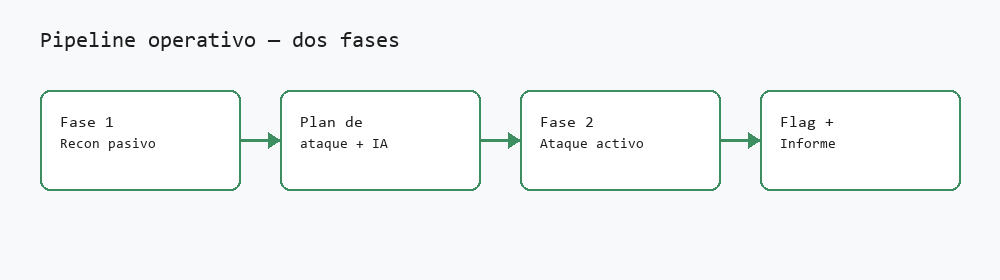 Pipeline operativo — dos fases
Fase 1
Recon pasivo
Plan de
ataque + IA
Fase 2
Ataque activo
Flag +
Informe